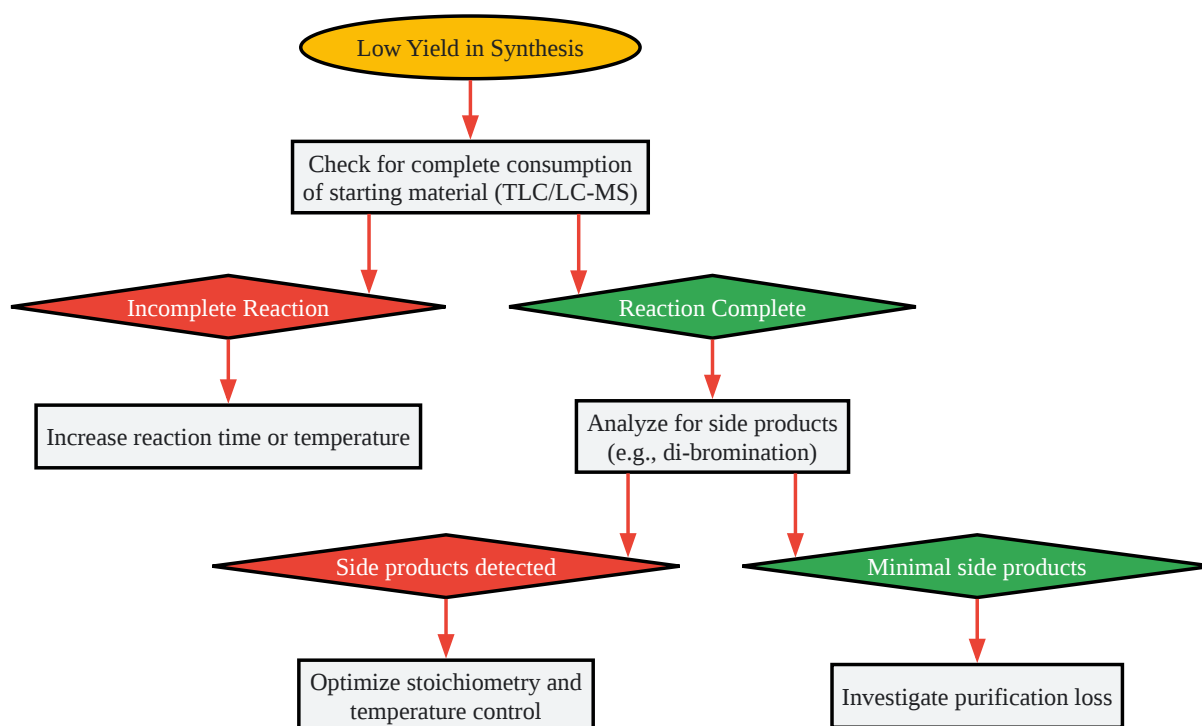 Low Yield in Synthesis
Check for complete consumption
of starting material (TLC/LC-MS)
Incomplete Reaction
Reaction Complete
Increase reaction time or temperature
Analyze for side products
(e.g., di-bromination)
Side products detected
Minimal side products
Optimize stoichiometry and
temperature control
Investigate purification loss